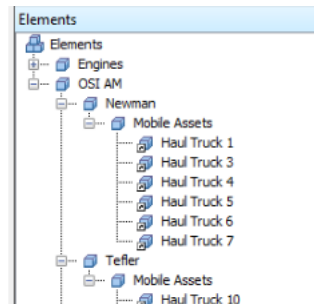 Elements
Elements
Engines
OSI AM
Newman
Mobile Assets
Haul Truck 1
Haul Truck 3
Haul Truck 4
Haul Truck 5
Haul Truck 6
Haul Truck 7
Tefler
Mobile Assets
Haul Truck 10